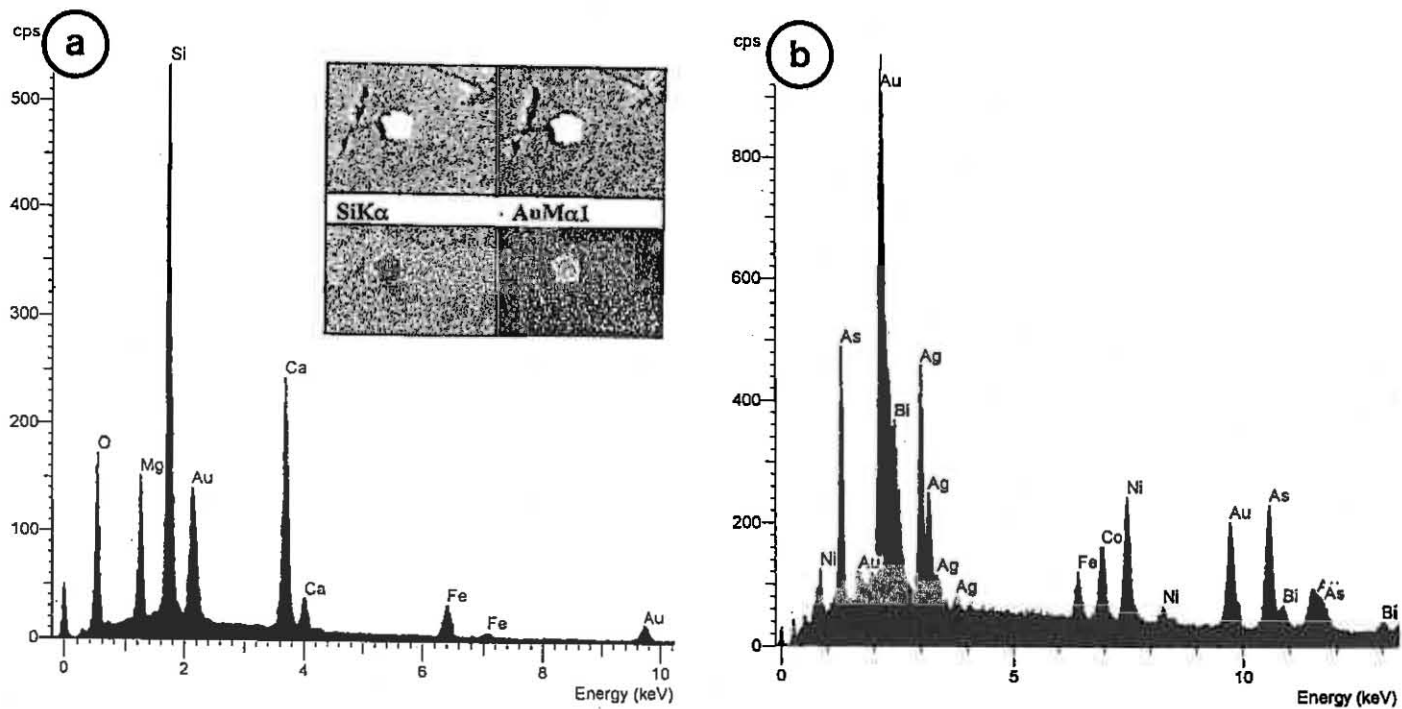 a
cps
Si
500
400
300
200
100
0
O
Mg
Au
Ca
Ca
Fe
Fe
Au
SiKα
AuMα1
0
2
4
6
8
10
Energy (keV)
b
cps
Au
800
600
400
200
0
As
Bi
Ag
Ag
Ag
Ag
Ni
Au
Fe
Co
Ni
Ni
Au
As
Bi
As
Bi
0
5
10
Energy (keV)